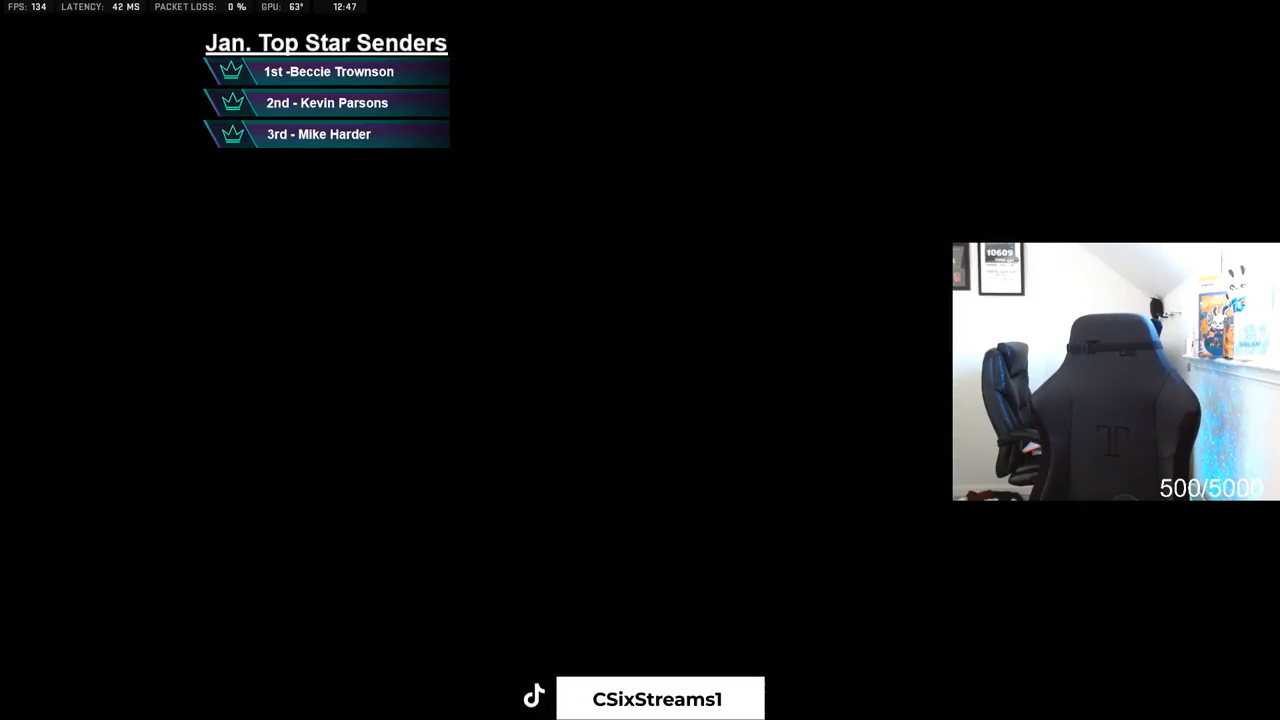 FPS: 134 LATENCY: 42 MS PACKET LOSS: 0 % GPU: 63° 12:47
Jan. Top Star Senders
1st -Beccie Trownson
2nd - Kevin Parsons
3rd - Mike Harder
10609
500/5000
CSixStreams1